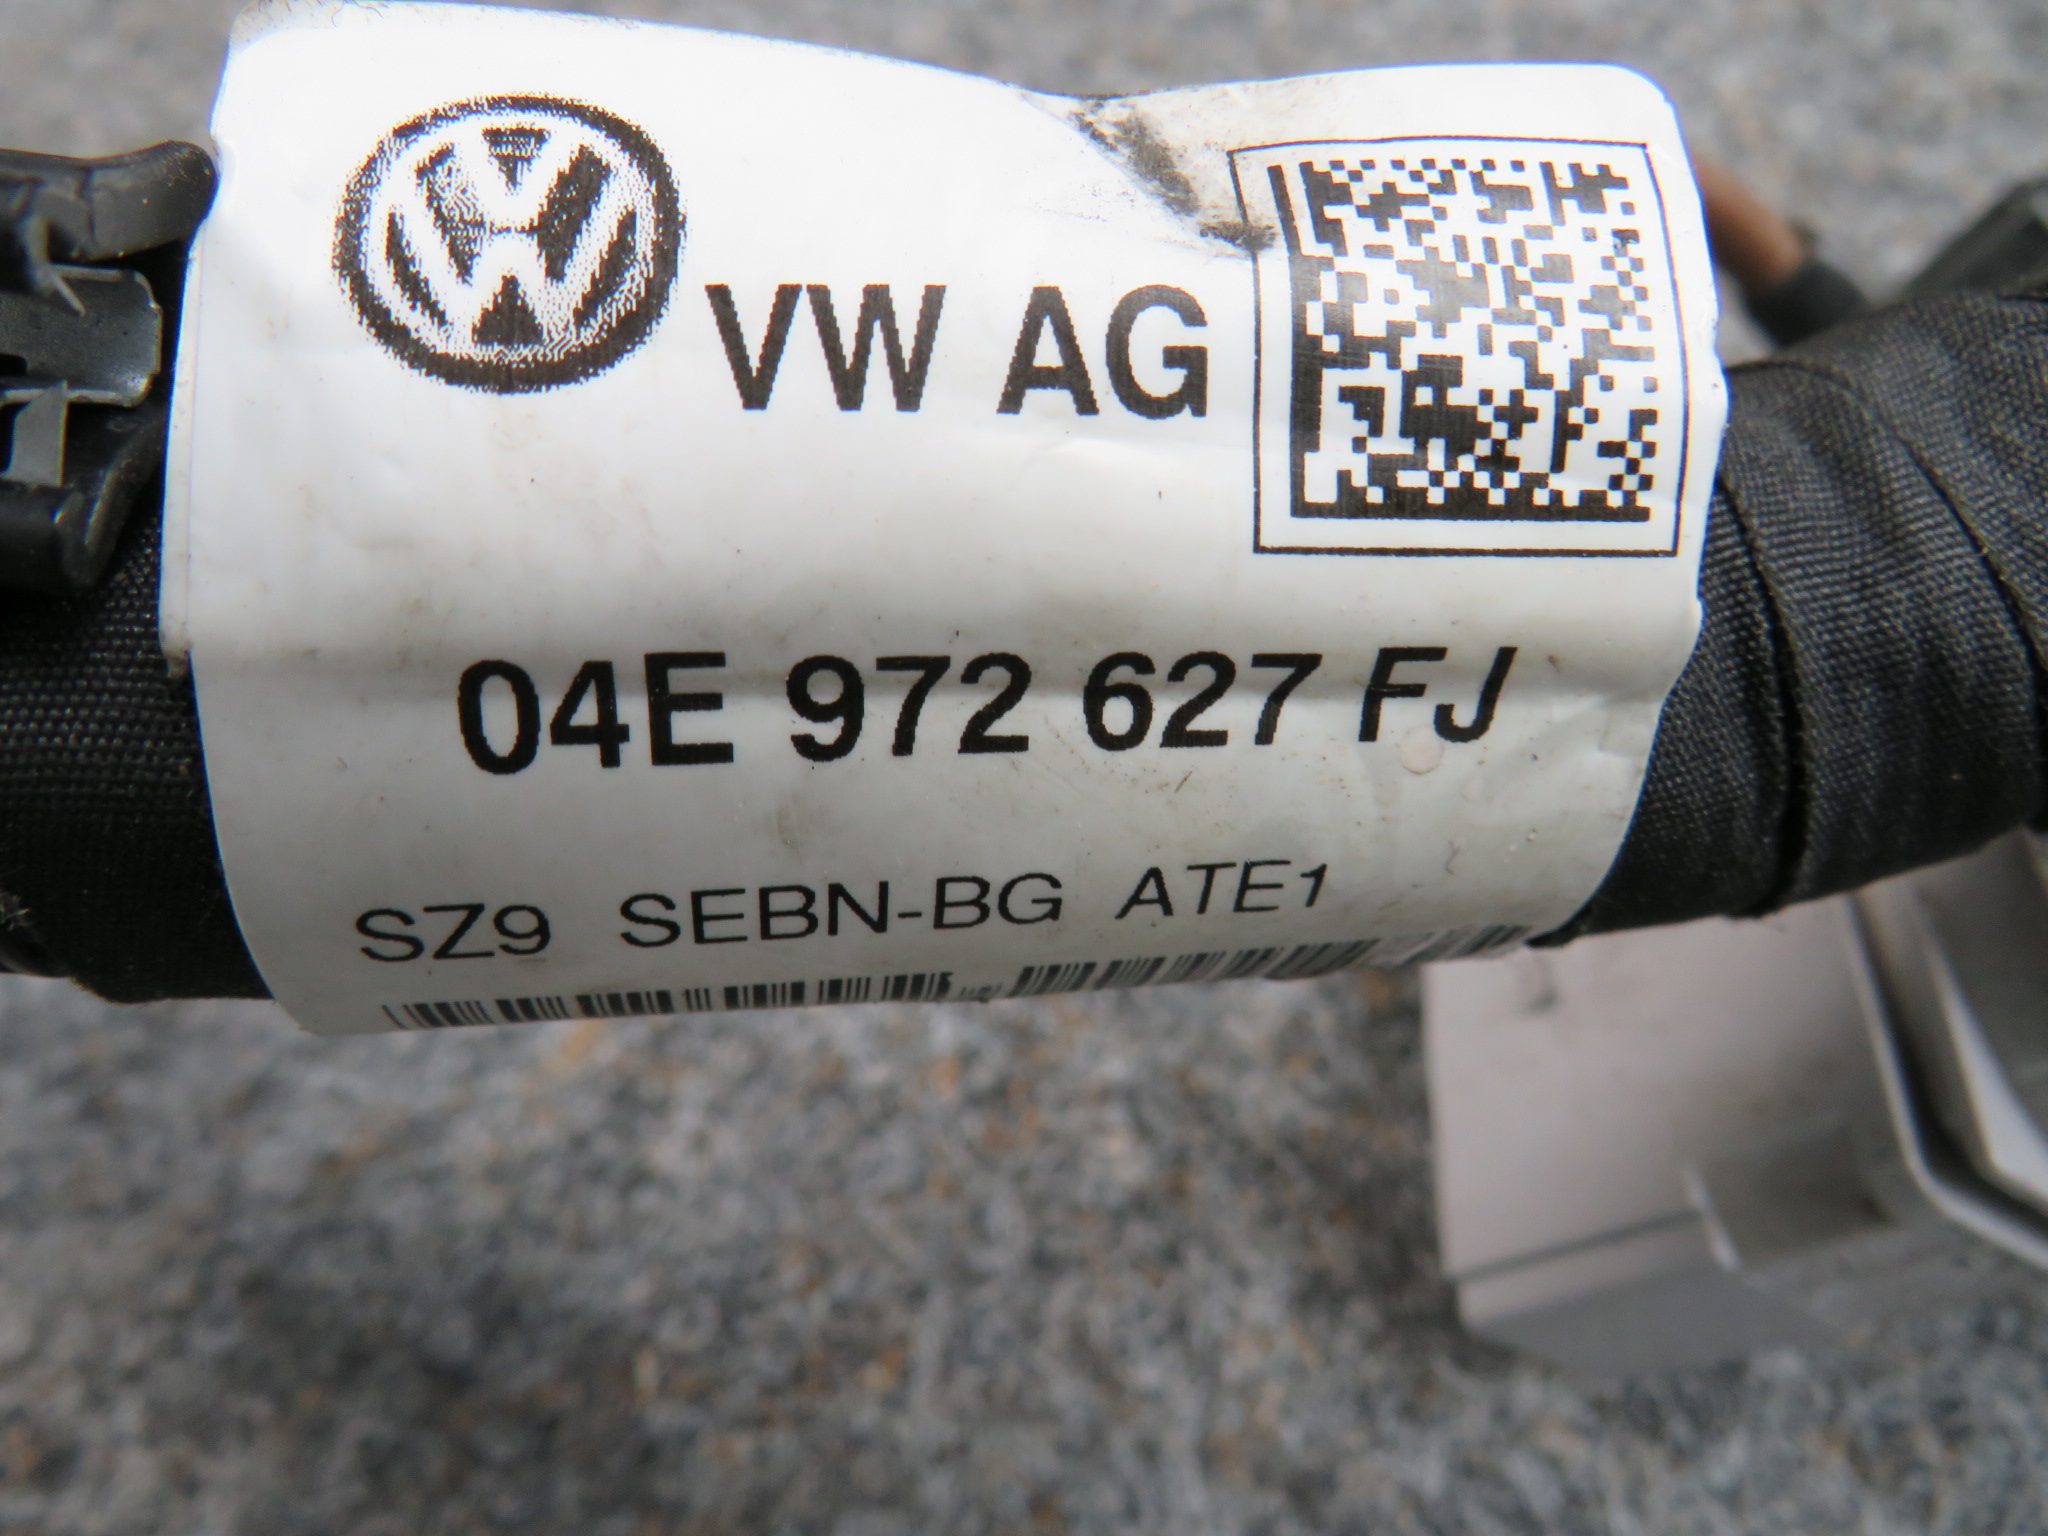 VW AG
04E 972 627 FJ
SZ9 SEBN-BG ATE1